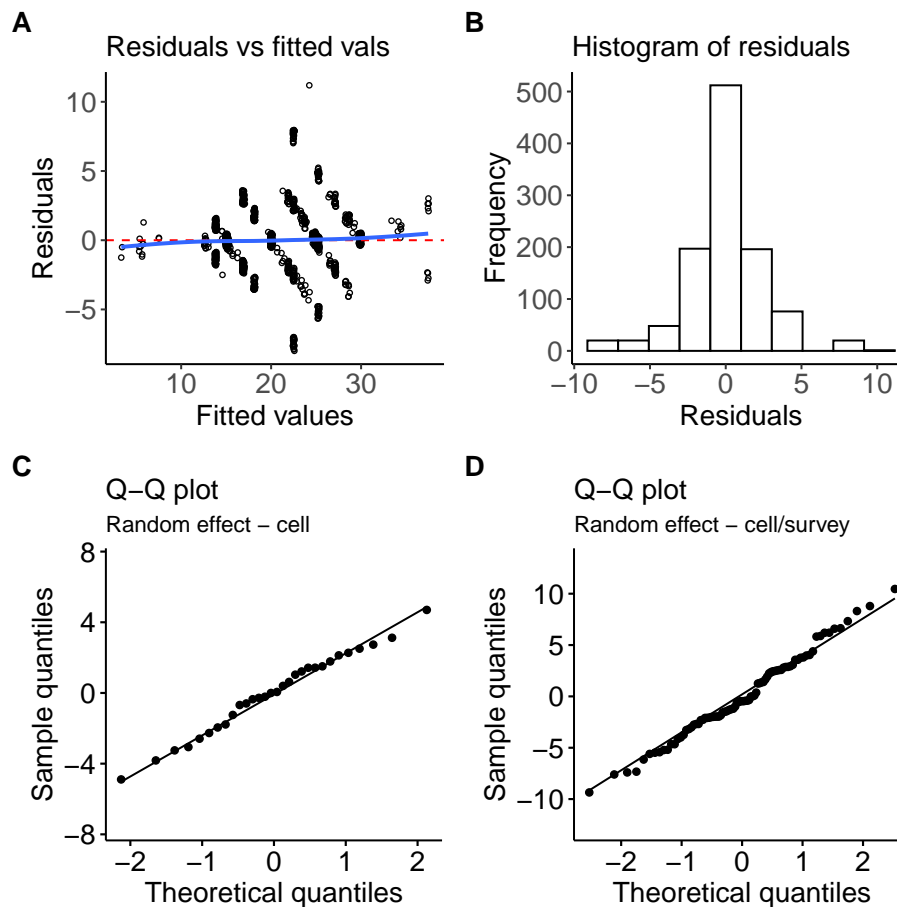 A
Residuals vs fitted vals
10
5
0
−5
Residuals
10 20 30
Fitted values
B
Histogram of residuals
500
400
300
200
100
0
Frequency
−10 −5 0 5 10
Residuals
C
Q−Q plot
Random effect − cell
8
4
0
−4
−8
Sample quantiles
−2 −1 0 1 2
Theoretical quantiles
D
Q−Q plot
Random effect − cell/survey
10
5
0
−5
−10
Sample quantiles
−2 −1 0 1 2
Theoretical quantiles